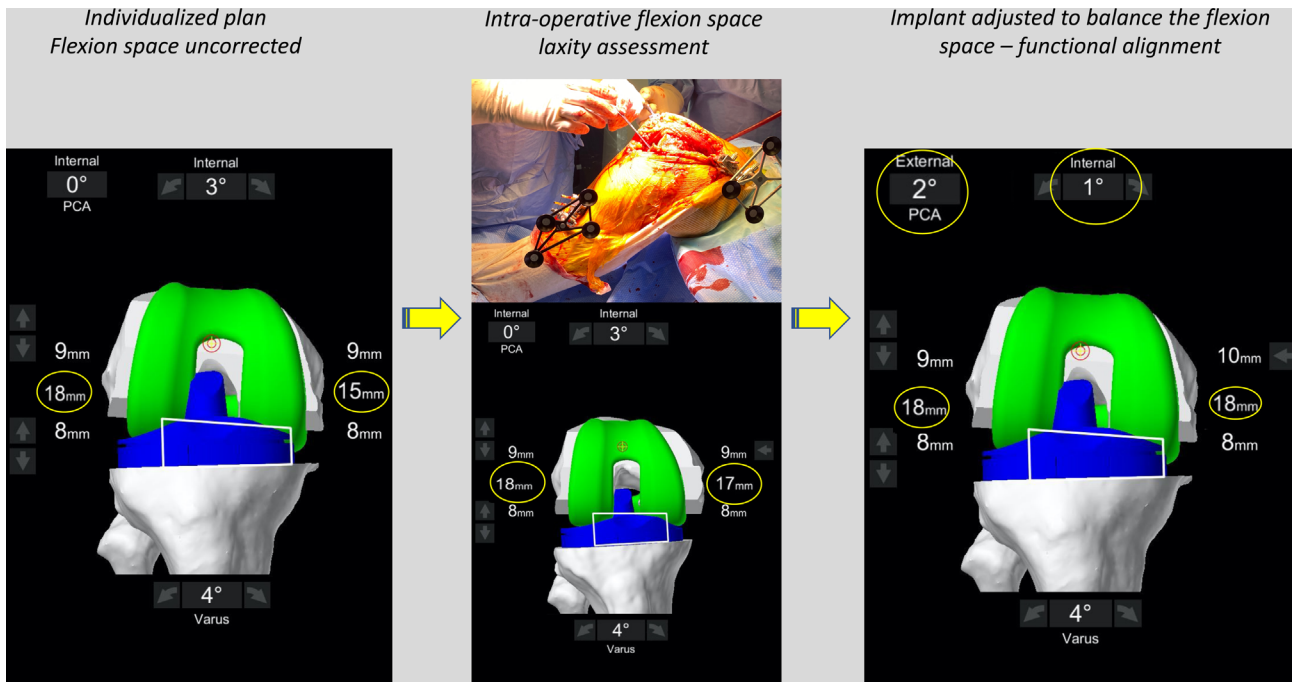 Individualized plan
Flexion space uncorrected
Internal
0°
PCA
Internal
3°
9mm
18mm
8mm
9mm
15mm
8mm
4°
Varus
Intra-operative flexion space
laxity assessment
Internal
0°
PCA
Internal
3°
9mm
18mm
8mm
9mm
17mm
8mm
4°
Varus
Implant adjusted to balance the flexion
space – functional alignment
External
2°
PCA
Internal
1°
9mm
18mm
8mm
10mm
18mm
8mm
4°
Varus